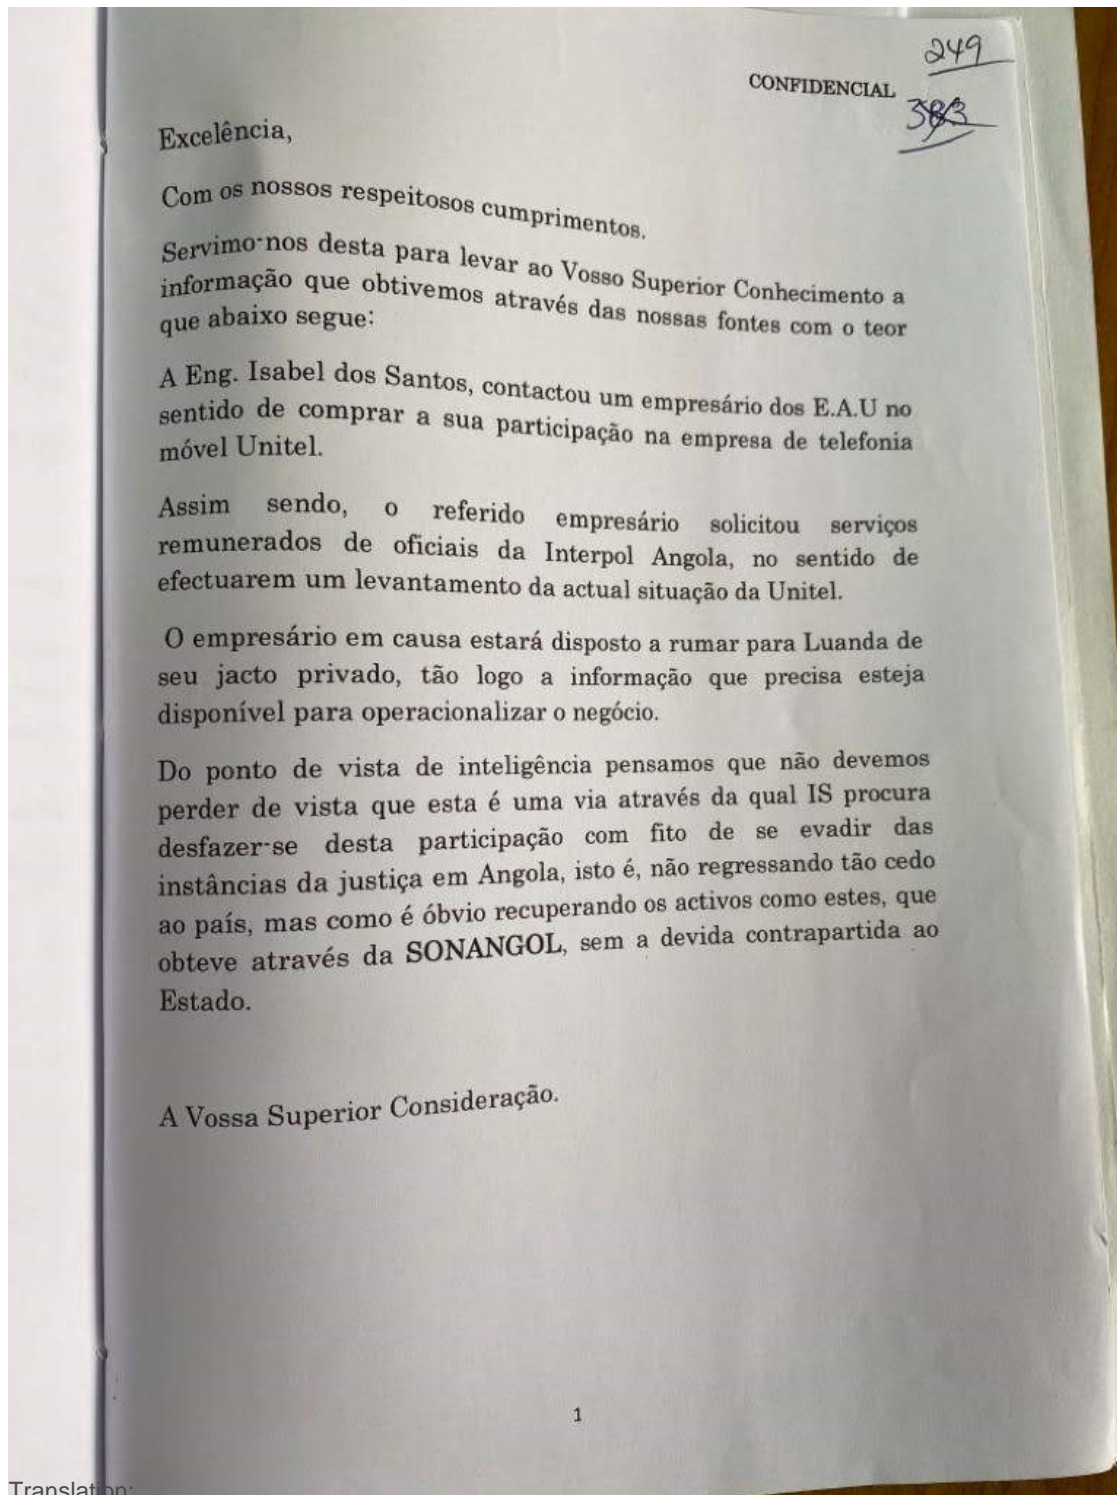 249
CONFIDENCIAL
383
Excelência,
Com os nossos respeitosos cumprimentos.
Servimo-nos desta para levar ao Vosso Superior Conhecimento a
informação que obtivemos através das nossas fontes com o teor
que abaixo segue:
A Eng. Isabel dos Santos, contactou um empresário dos E.A.U no
sentido de comprar a sua participação na empresa de telefonia
móvel Unitel.
Assim sendo, o referido empresário solicitou serviços
remunerados de oficiais da Interpol Angola, no sentido de
efectuarem um levantamento da actual situação da Unitel.
O empresário em causa estará disposto a rumar para Luanda de
seu jacto privado, tão logo a informação que precisa esteja
disponível para operacionalizar o negócio.
Do ponto de vista de inteligência pensamos que não devemos
perder de vista que esta é uma via através da qual IS procura
desfazer-se desta participação com fito de se evadir das
instâncias da justiça em Angola, isto é, não regressando tão cedo
ao país, mas como é óbvio recuperando os activos como estes, que
obteve através da SONANGOL, sem a devida contrapartida ao
Estado.
A Vossa Superior Consideração.
1
Translation: